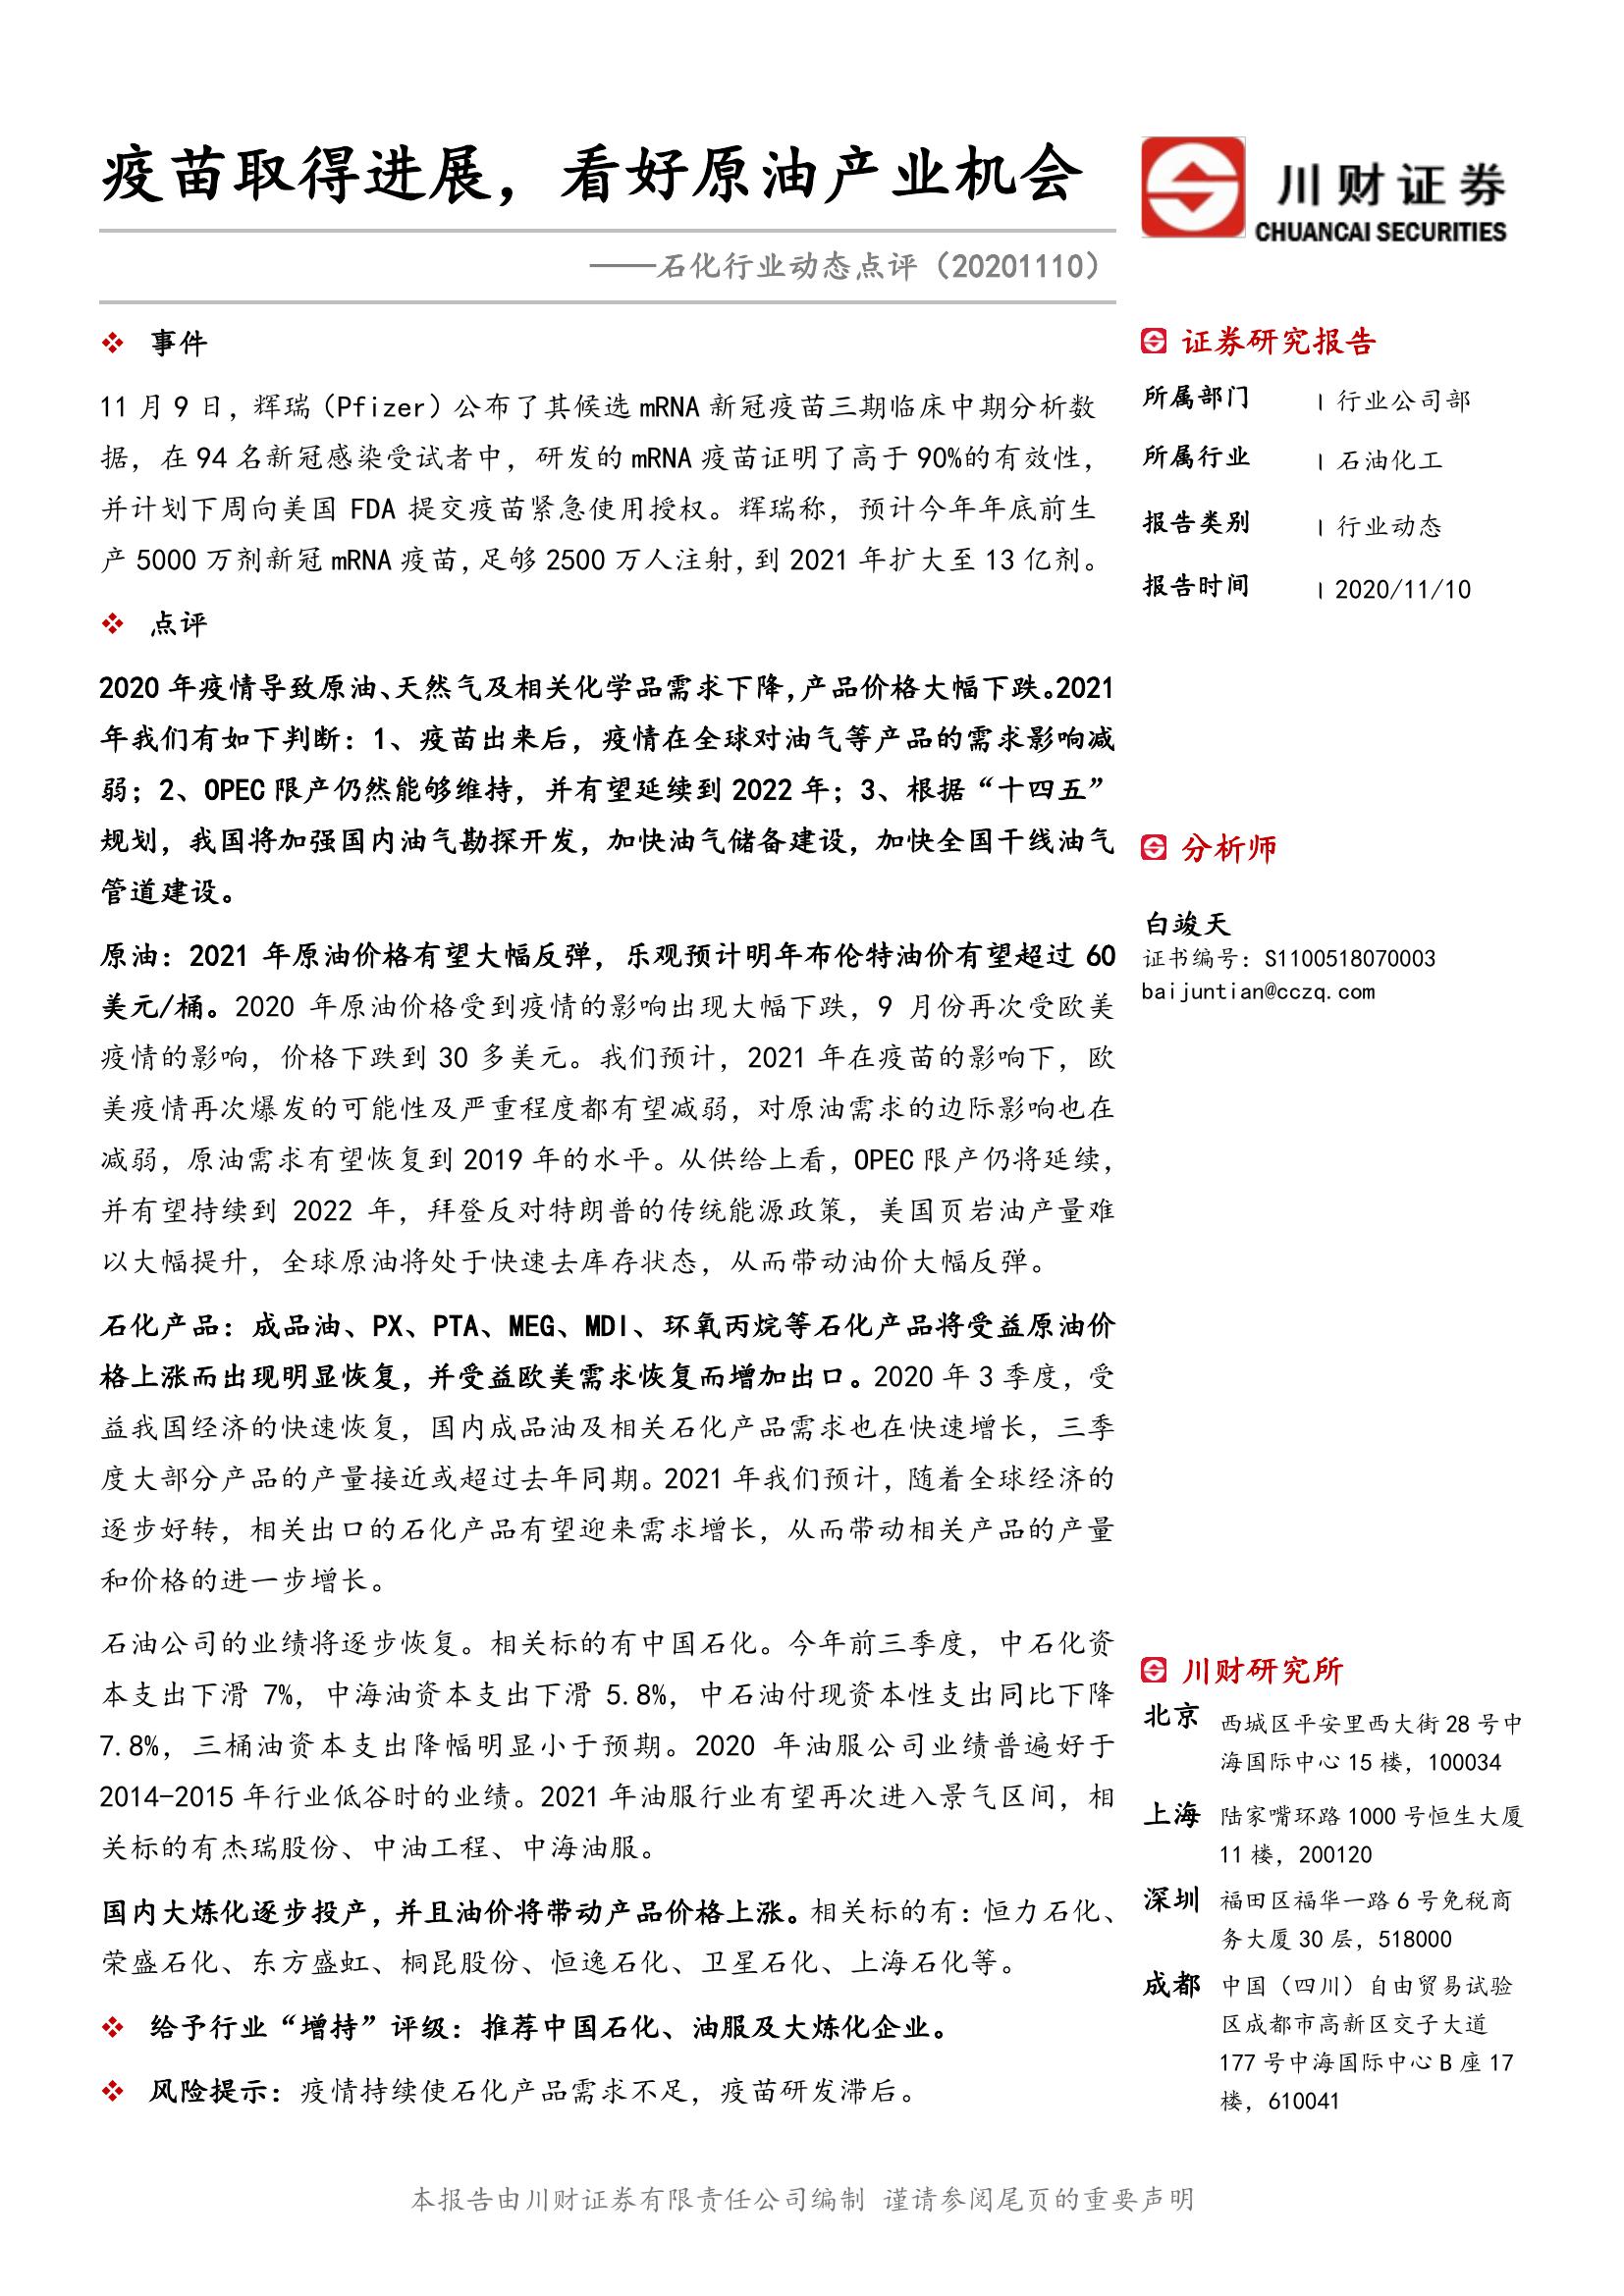 疫苗取得进展，看好原油产业机会
——石化行业动态点评（20201110）
川财证券
CHUANCAI SECURITIES
事件
11 月 9 日，辉瑞（Pfizer）公布了其候选 mRNA 新冠疫苗三期临床中期分析数
据，在 94 名新冠感染受试者中，研发的 mRNA 疫苗证明了高于 90%的有效性，
并计划下周向美国 FDA 提交疫苗紧急使用授权。辉瑞称，预计今年年底前生
产 5000 万剂新冠 mRNA 疫苗，足够 2500 万人注射，到 2021 年扩大至 13 亿剂。
点评
2020 年疫情导致原油、天然气及相关化学品需求下降，产品价格大幅下跌。2021
年我们有如下判断：1、疫苗出来后，疫情在全球对油气等产品的需求影响减
弱；2、OPEC 限产仍然能够维持，并有望延续到 2022 年；3、根据“十四五”
规划，我国将加强国内油气勘探开发，加快油气储备建设，加快全国干线油气
管道建设。
原油：2021 年原油价格有望大幅反弹，乐观预计明年布伦特油价有望超过 60
美元/桶。2020 年原油价格受到疫情的影响出现大幅下跌，9 月份再次受欧美
疫情的影响，价格下跌到 30 多美元。我们预计，2021 年在疫苗的影响下，欧
美疫情再次爆发的可能性及严重程度都有望减弱，对原油需求的边际影响也在
减弱，原油需求有望恢复到 2019 年的水平。从供给上看，OPEC 限产仍将延续，
并有望持续到 2022 年，拜登反对特朗普的传统能源政策，美国页岩油产量难
以大幅提升，全球原油将处于快速去库存状态，从而带动油价大幅反弹。
石化产品：成品油、PX、PTA、MEG、MDI、环氧丙烷等石化产品将受益原油价
格上涨而出现明显恢复，并受益欧美需求恢复而增加出口。2020 年 3 季度，受
益我国经济的快速恢复，国内成品油及相关石化产品需求也在快速增长，三季
度大部分产品的产量接近或超过去年同期。2021 年我们预计，随着全球经济的
逐步好转，相关出口的石化产品有望迎来需求增长，从而带动相关产品的产量
和价格的进一步增长。
石油公司的业绩将逐步恢复。相关标的有中国石化。今年前三季度，中石化资
本支出下滑 7%，中海油资本支出下滑 5.8%，中石油付现资本性支出同比下降
7.8%，三桶油资本支出降幅明显小于预期。2020 年油服公司业绩普遍好于
2014-2015 年行业低谷时的业绩。2021 年油服行业有望再次进入景气区间，相
关标的有杰瑞股份、中油工程、中海油服。
国内大炼化逐步投产，并且油价将带动产品价格上涨。相关标的有：恒力石化、
荣盛石化、东方盛虹、桐昆股份、恒逸石化、卫星石化、上海石化等。
给予行业“增持”评级：推荐中国石化、油服及大炼化企业。
风险提示：疫情持续使石化产品需求不足，疫苗研发滞后。
证券研究报告
所属部门 | 行业公司部
所属行业 | 石油化工
报告类别 | 行业动态
报告时间 | 2020/11/10
分析师
白竣天
证书编号：S1100518070003
baijuntian@cczq.com
川财研究所
北京 西城区平安里西大街 28 号中
海国际中心 15 楼，100034
上海 陆家嘴环路 1000 号恒生大厦
11 楼，200120
深圳 福田区福华一路 6 号免税商
务大厦 30 层，518000
成都 中国（四川）自由贸易试验
区成都市高新区交子大道
177 号中海国际中心 B 座 17
楼，610041
本报告由川财证券有限责任公司编制 谨请参阅尾页的重要声明